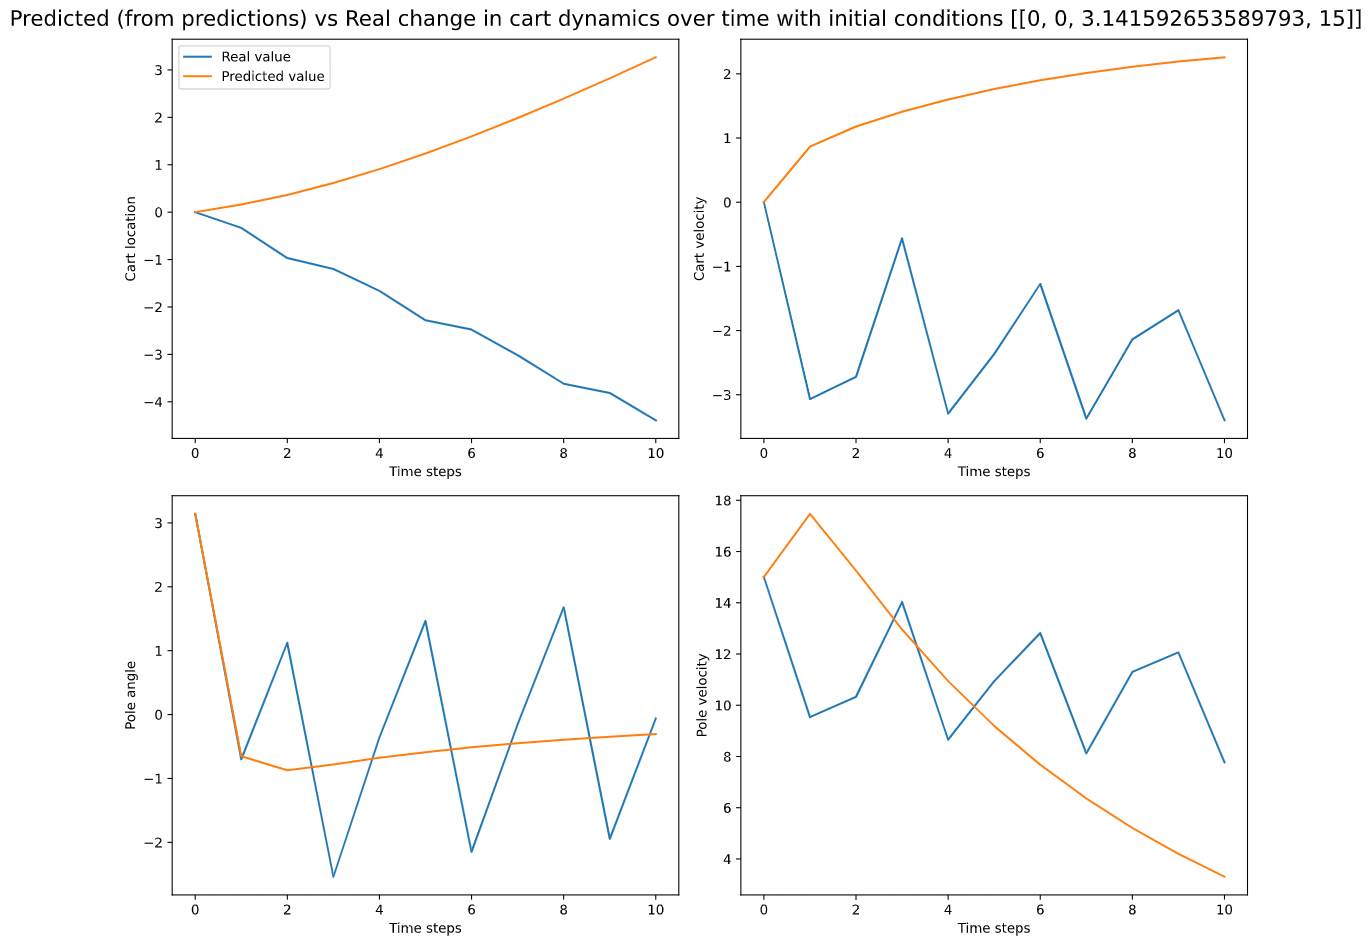 Predicted (from predictions) vs Real change in cart dynamics over time with initial conditions [[0, 0, 3.141592653589793, 15]]
Real value
Predicted value
3
2
1
0
−1
−2
−3
−4
Cart location
0 2 4 6 8 10
Time steps
2
1
0
−1
−2
−3
Cart velocity
0 2 4 6 8 10
Time steps
3
2
1
0
−1
−2
Pole angle
0 2 4 6 8 10
Time steps
18
16
14
12
10
8
6
4
Pole velocity
0 2 4 6 8 10
Time steps